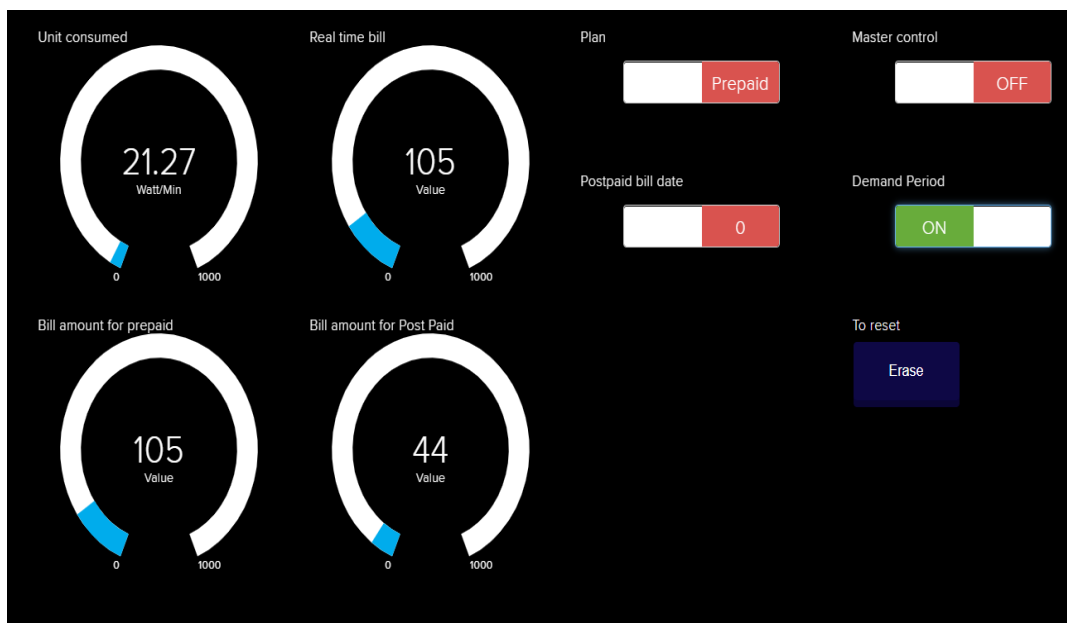 Unit consumed
Real time bill
Plan
Master control
Prepaid
OFF
21.27
Watt/Min
105
Value
0
1000
0
1000
Postpaid bill date
Demand Period
0
ON
Bill amount for prepaid
Bill amount for Post Paid
To reset
Erase
105
Value
44
Value
0
1000
0
1000